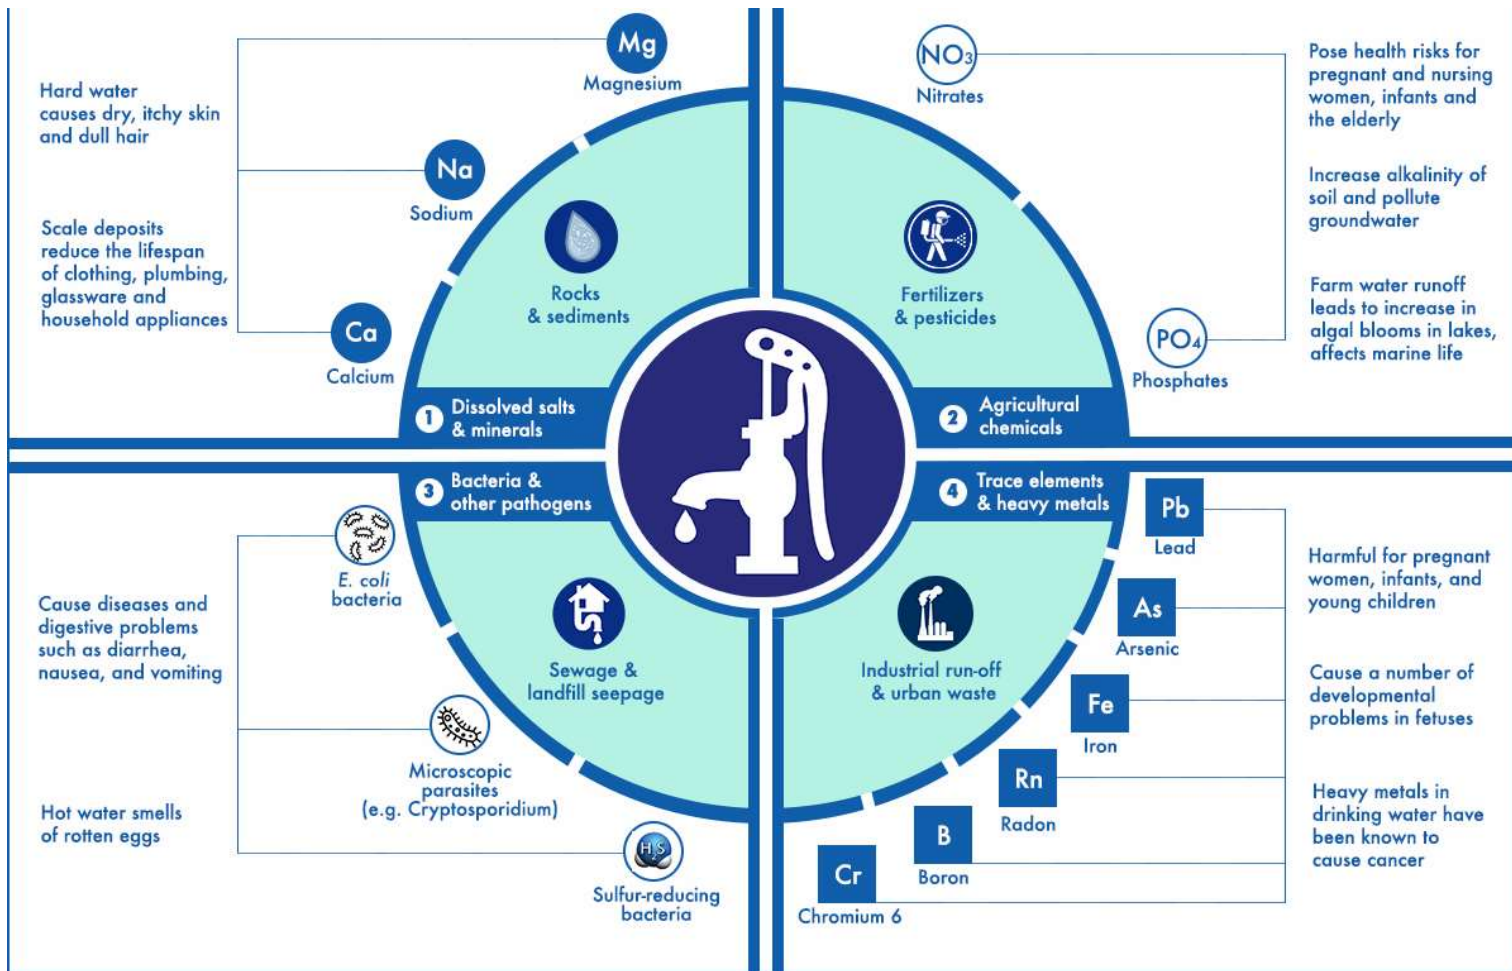 Mg
Magnesium
Hard water
causes dry, itchy skin
and dull hair
Na
Sodium
Scale deposits
reduce the lifespan
of clothing, plumbing,
glassware and
household appliances
Ca
Calcium
Rocks
& sediments
1 Dissolved salts
& minerals
NO3
Nitrates
Pose health risks for
pregnant and nursing
women, infants and
the elderly
Increase alkalinity of
soil and pollute
groundwater
Farm water runoff
leads to increase in
algal blooms in lakes,
affects marine life
PO4
Phosphates
Fertilizers
& pesticides
2 Agricultural
chemicals
3 Bacteria &
other pathogens
E. coli
bacteria
Cause diseases and
digestive problems
such as diarrhea,
nausea, and vomiting
Sewage &
landfill seepage
Microscopic
parasites
(e.g. Cryptosporidium)
Hot water smells
of rotten eggs
H2S
Sulfur-reducing
bacteria
4 Trace elements
& heavy metals
Pb
Lead
As
Arsenic
Industrial run-off
& urban waste
Fe
Iron
Rn
Radon
B
Boron
Cr
Chromium 6
Harmful for pregnant
women, infants, and
young children
Cause a number of
developmental
problems in fetuses
Heavy metals in
drinking water have
been known to
cause cancer